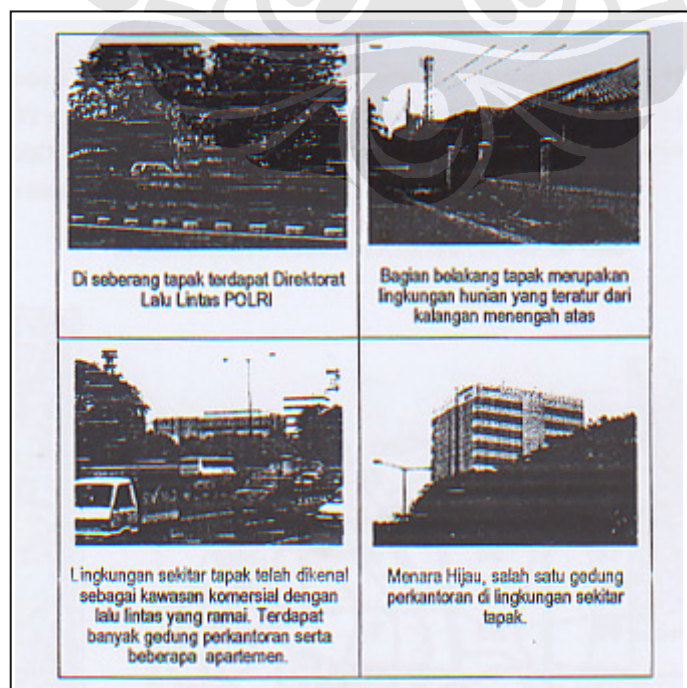 Di seberang tapak terdapat Direktorat
Lalu Lintas POLRI
Bagian belakang tapak merupakan
lingkungan hunian yang teratur dari
kalangan menengah atas
Lingkungan sekitar tapak telah dikenal
sebagai kawasan komersial dengan
lalu lintas yang ramai. Terdapat
banyak gedung perkantoran serta
beberapa apartemen.
Menara Hijau, salah satu gedung
perkantoran di lingkungan sekitar
tapak.